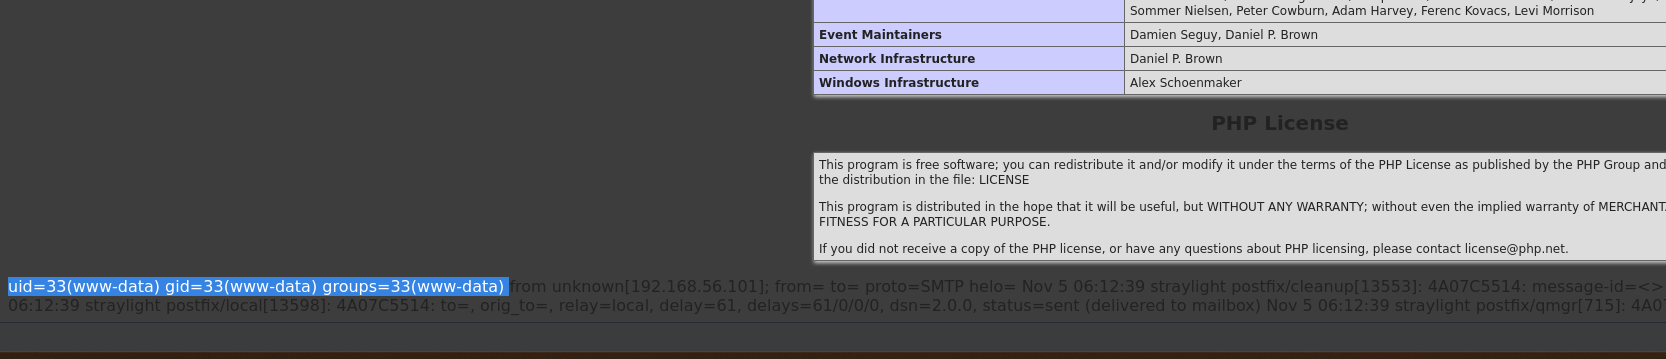 Sommer Nielsen, Peter Cowburn, Adam Harvey, Ferenc Kovacs, Levi Morrison
Event Maintainers Damien Seguy, Daniel P. Brown
Network Infrastructure Daniel P. Brown
Windows Infrastructure Alex Schoenmaker
PHP License
This program is free software; you can redistribute it and/or modify it under the terms of the PHP License as published by the PHP Group and
the distribution in the file: LICENSE
This program is distributed in the hope that it will be useful, but WITHOUT ANY WARRANTY; without even the implied warranty of MERCHANT
FITNESS FOR A PARTICULAR PURPOSE.
If you did not receive a copy of the PHP license, or have any questions about PHP licensing, please contact license@php.net.
uid=33(www-data) gid=33(www-data) groups=33(www-data) from unknown[192.168.56.101]; from= to= proto=SMTP helo= Nov 5 06:12:39 straylight postfix/cleanup[13553]: 4A07C5514: message-id=<>
06:12:39 straylight postfix/local[13598]: 4A07C5514: to=, orig_to=, relay=local, delay=61, delays=61/0/0/0, dsn=2.0.0, status=sent (delivered to mailbox) Nov 5 06:12:39 straylight postfix/qmgr[715]: 4A0